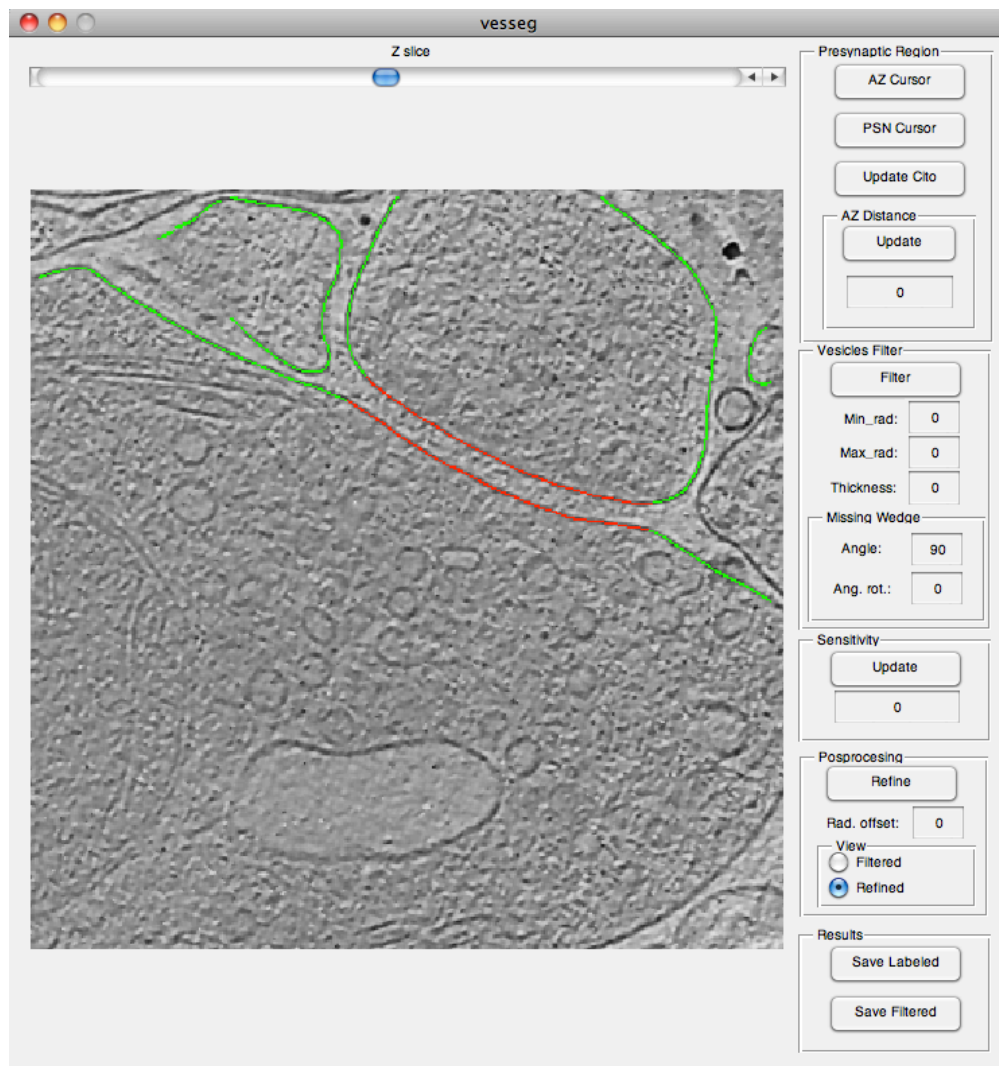 vesseg
Z slice
Presynaptic Region
AZ Cursor
PSN Cursor
Update Cito
AZ Distance
Update
0
Vesicles Filter
Filter
Min_rad: 0
Max_rad: 0
Thickness: 0
Missing Wedge
Angle: 90
Ang. rot.: 0
Sensitivity
Update
0
Posprocesing
Refine
Rad. offset: 0
View
Filtered
Refined
Results
Save Labeled
Save Filtered